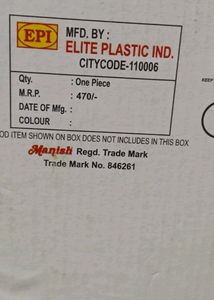 EPI
MFD. BY :
ELITE PLASTIC IND.
CITYCODE-110006
Qty. : One Piece
M.R.P. : 470/-
DATE OF Mfg. :
COLOUR :
OD ITEM SHOWN ON BOX DOES NOT INCLUDES IN THIS BOX
KEEP
Manish Regd. Trade Mark
Trade Mark No. 846261